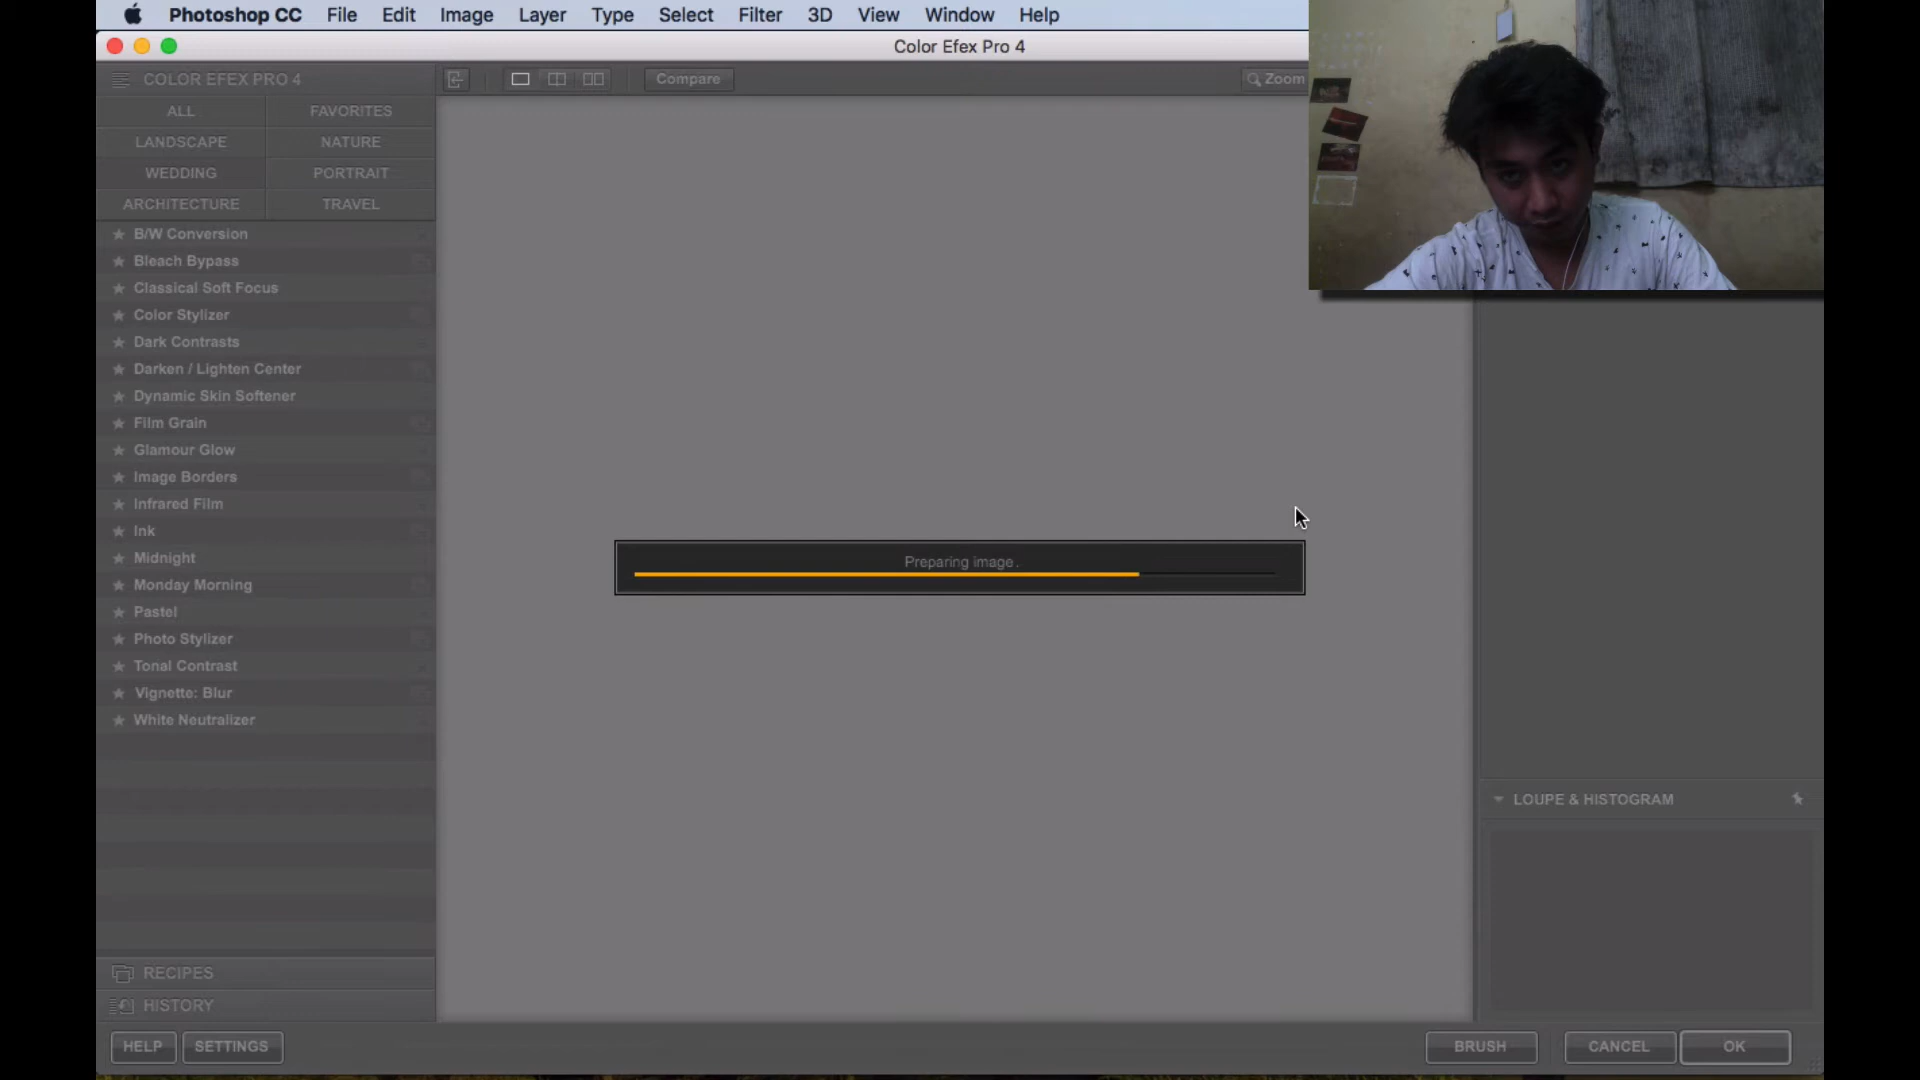 Photoshop CC File Edit Image Layer Type Select Filter 3D View Window Help
Color Efex Pro 4
COLOR EFEX PRO 4
Compare
Zoom
ALL FAVORITES
LANDSCAPE NATURE
WEDDING PORTRAIT
ARCHITECTURE TRAVEL
B/W Conversion
Bleach Bypass
Classical Soft Focus
Color Stylizer
Dark Contrasts
Darken / Lighten Center
Dynamic Skin Softener
Film Grain
Glamour Glow
Image Borders
Infrared Film
Ink
Midnight
Monday Morning
Pastel
Photo Stylizer
Tonal Contrast
Vignette: Blur
White Neutralizer
Preparing image.
LOUPE & HISTOGRAM
RECIPES
HISTORY
HELP SETTINGS
BRUSH CANCEL OK